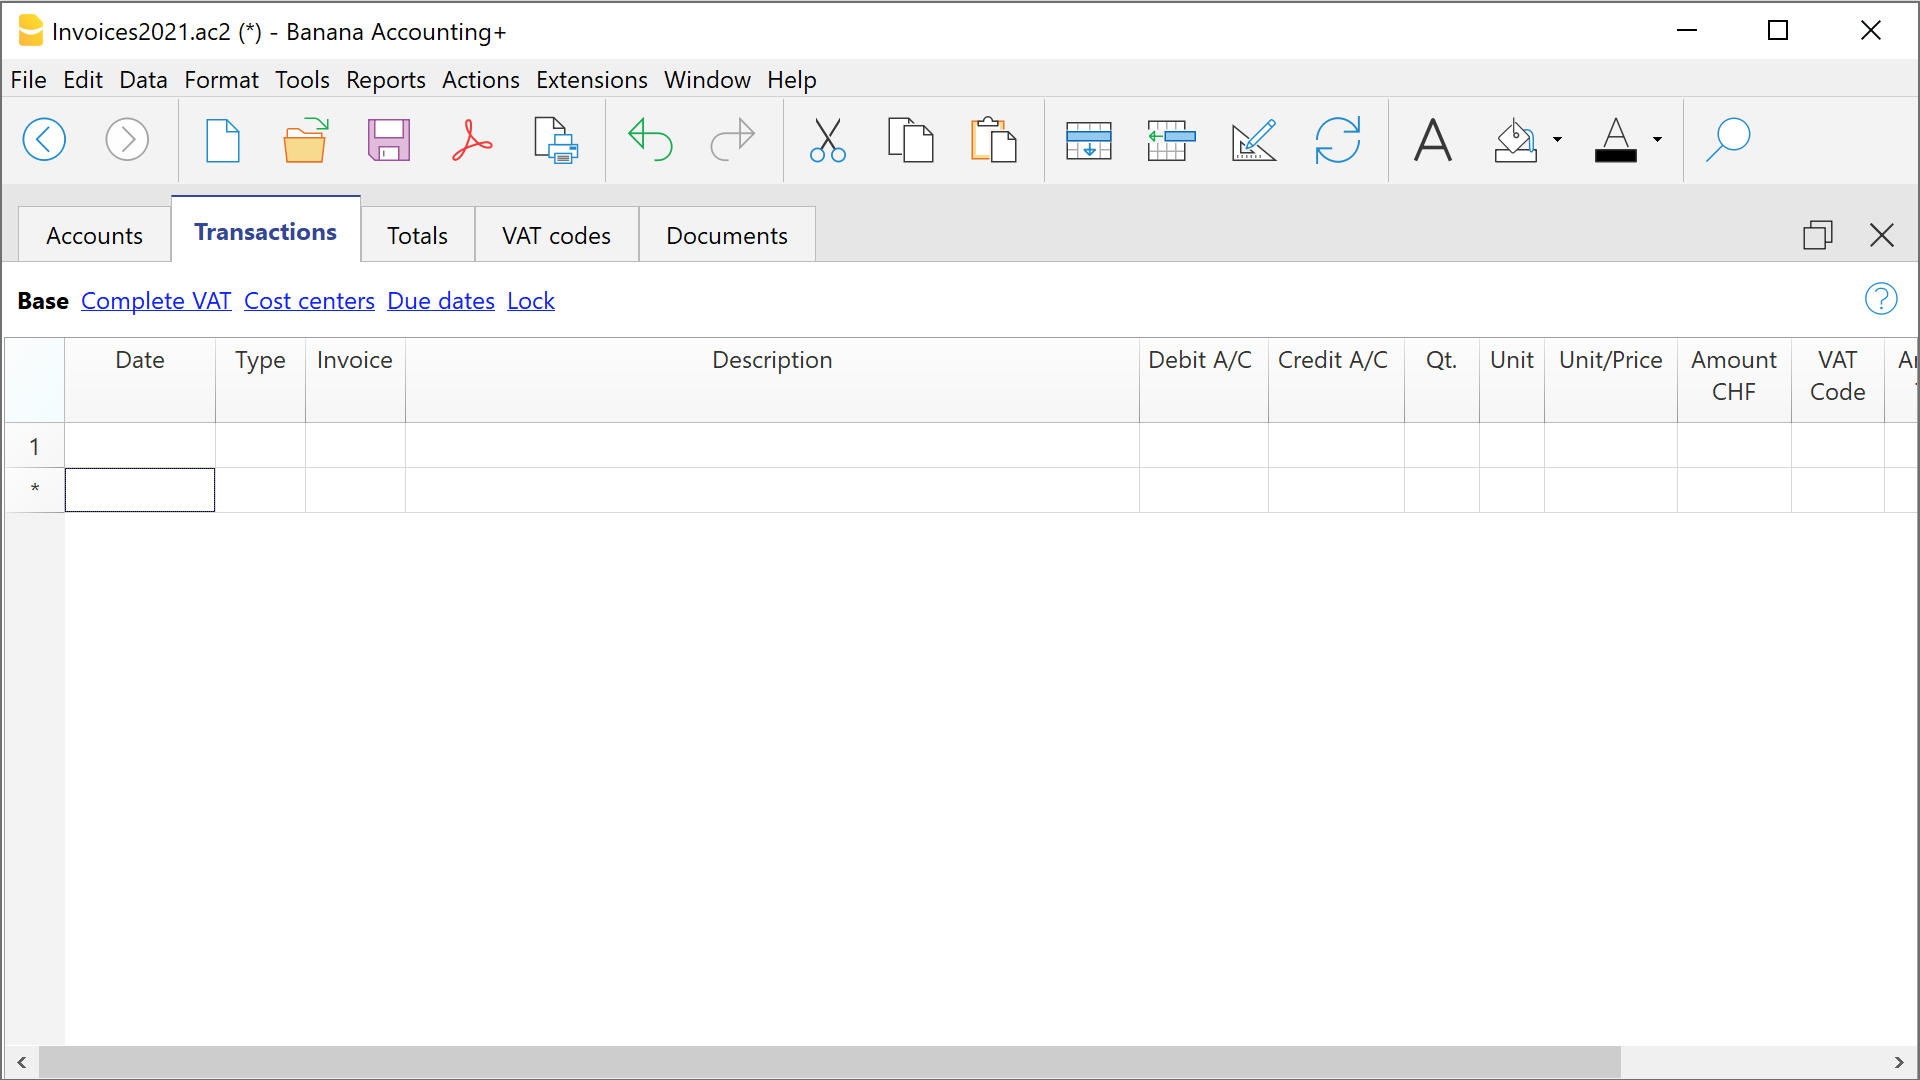 Invoices2021.ac2 (*) - Banana Accounting+
File Edit Data Format Tools Reports Actions Extensions Window Help
Accounts Transactions Totals VAT codes Documents
Base Complete VAT Cost centers Due dates Lock
Date Type Invoice Description Debit A/C Credit A/C Qt. Unit Unit/Price Amount CHF VAT Code
1
*